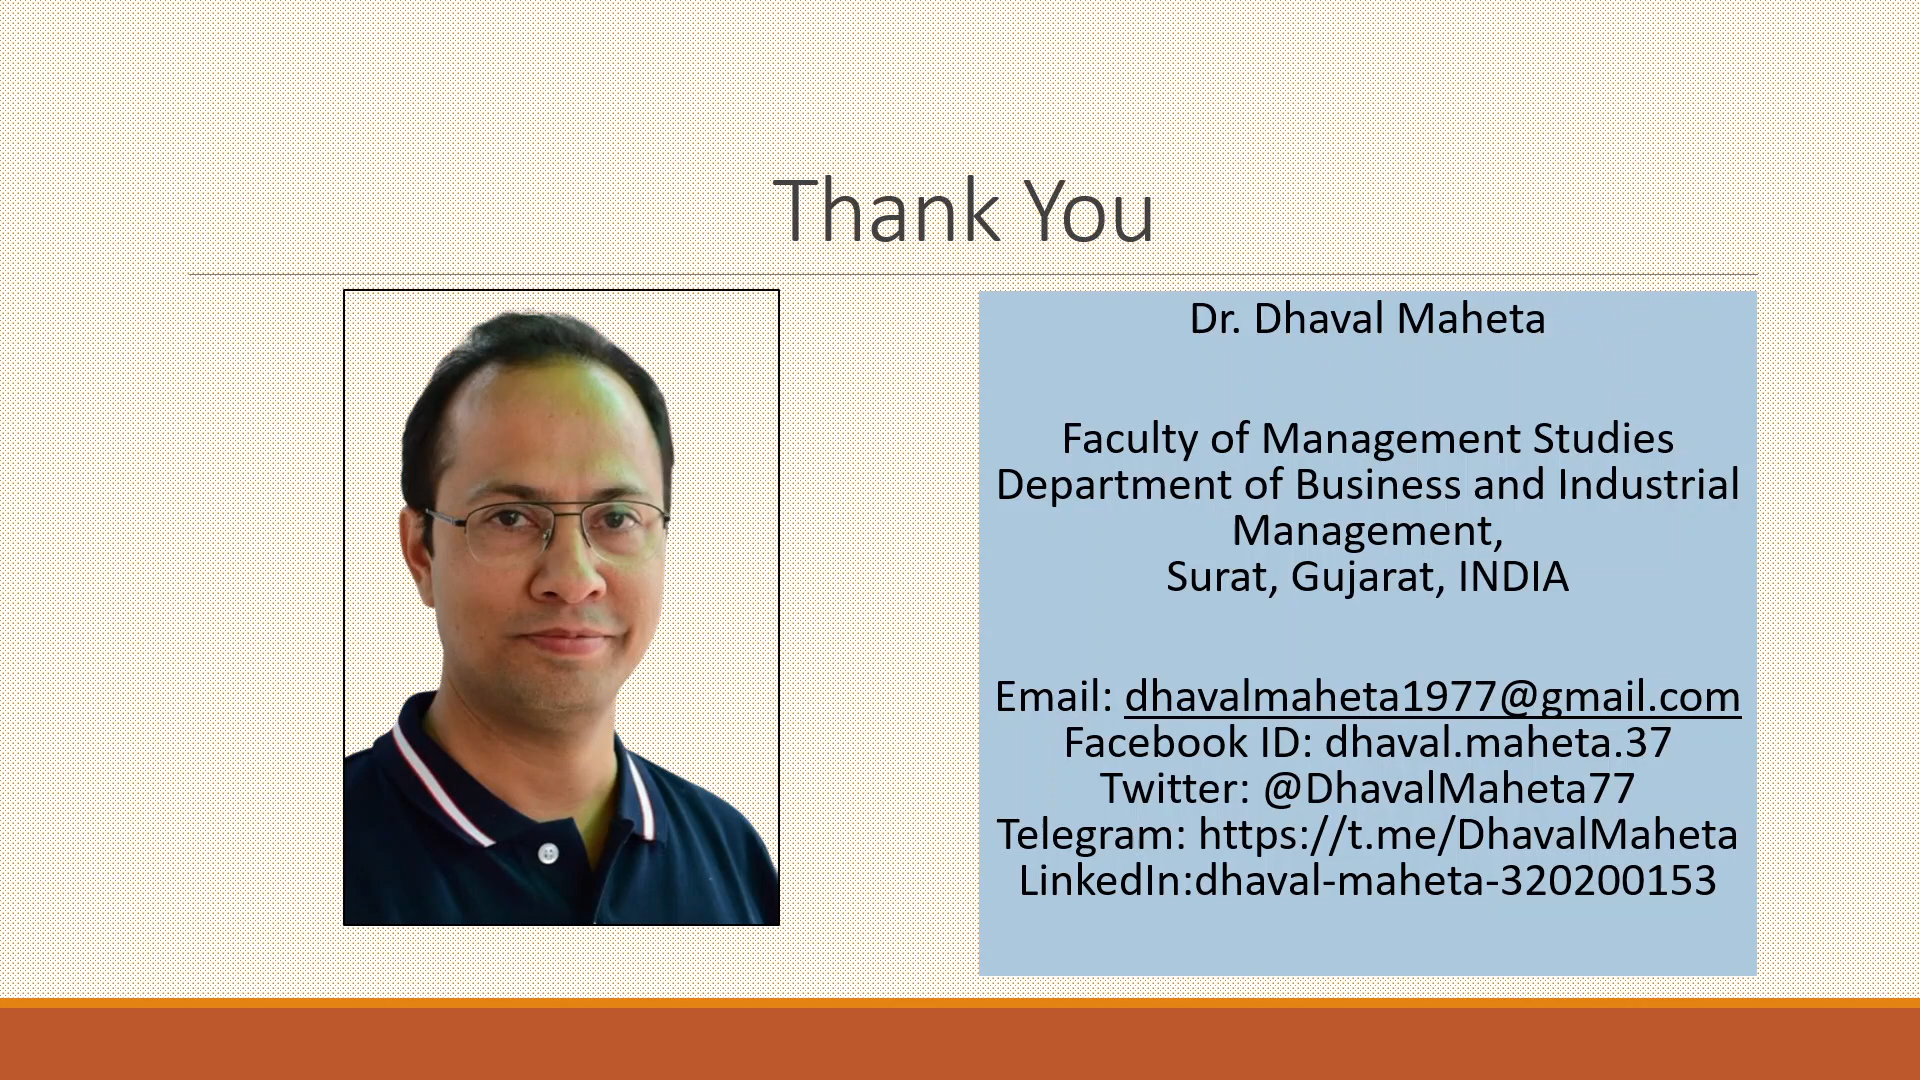 Thank You
Dr. Dhaval Maheta
Faculty of Management Studies
Department of Business and Industrial
Management,
Surat, Gujarat, INDIA
Email: dhavalmaheta1977@gmail.com
Facebook ID: dhaval.maheta.37
Twitter: @DhavalMaheta77
Telegram: https://t.me/DhavalMaheta
LinkedIn:dhaval-maheta-320200153